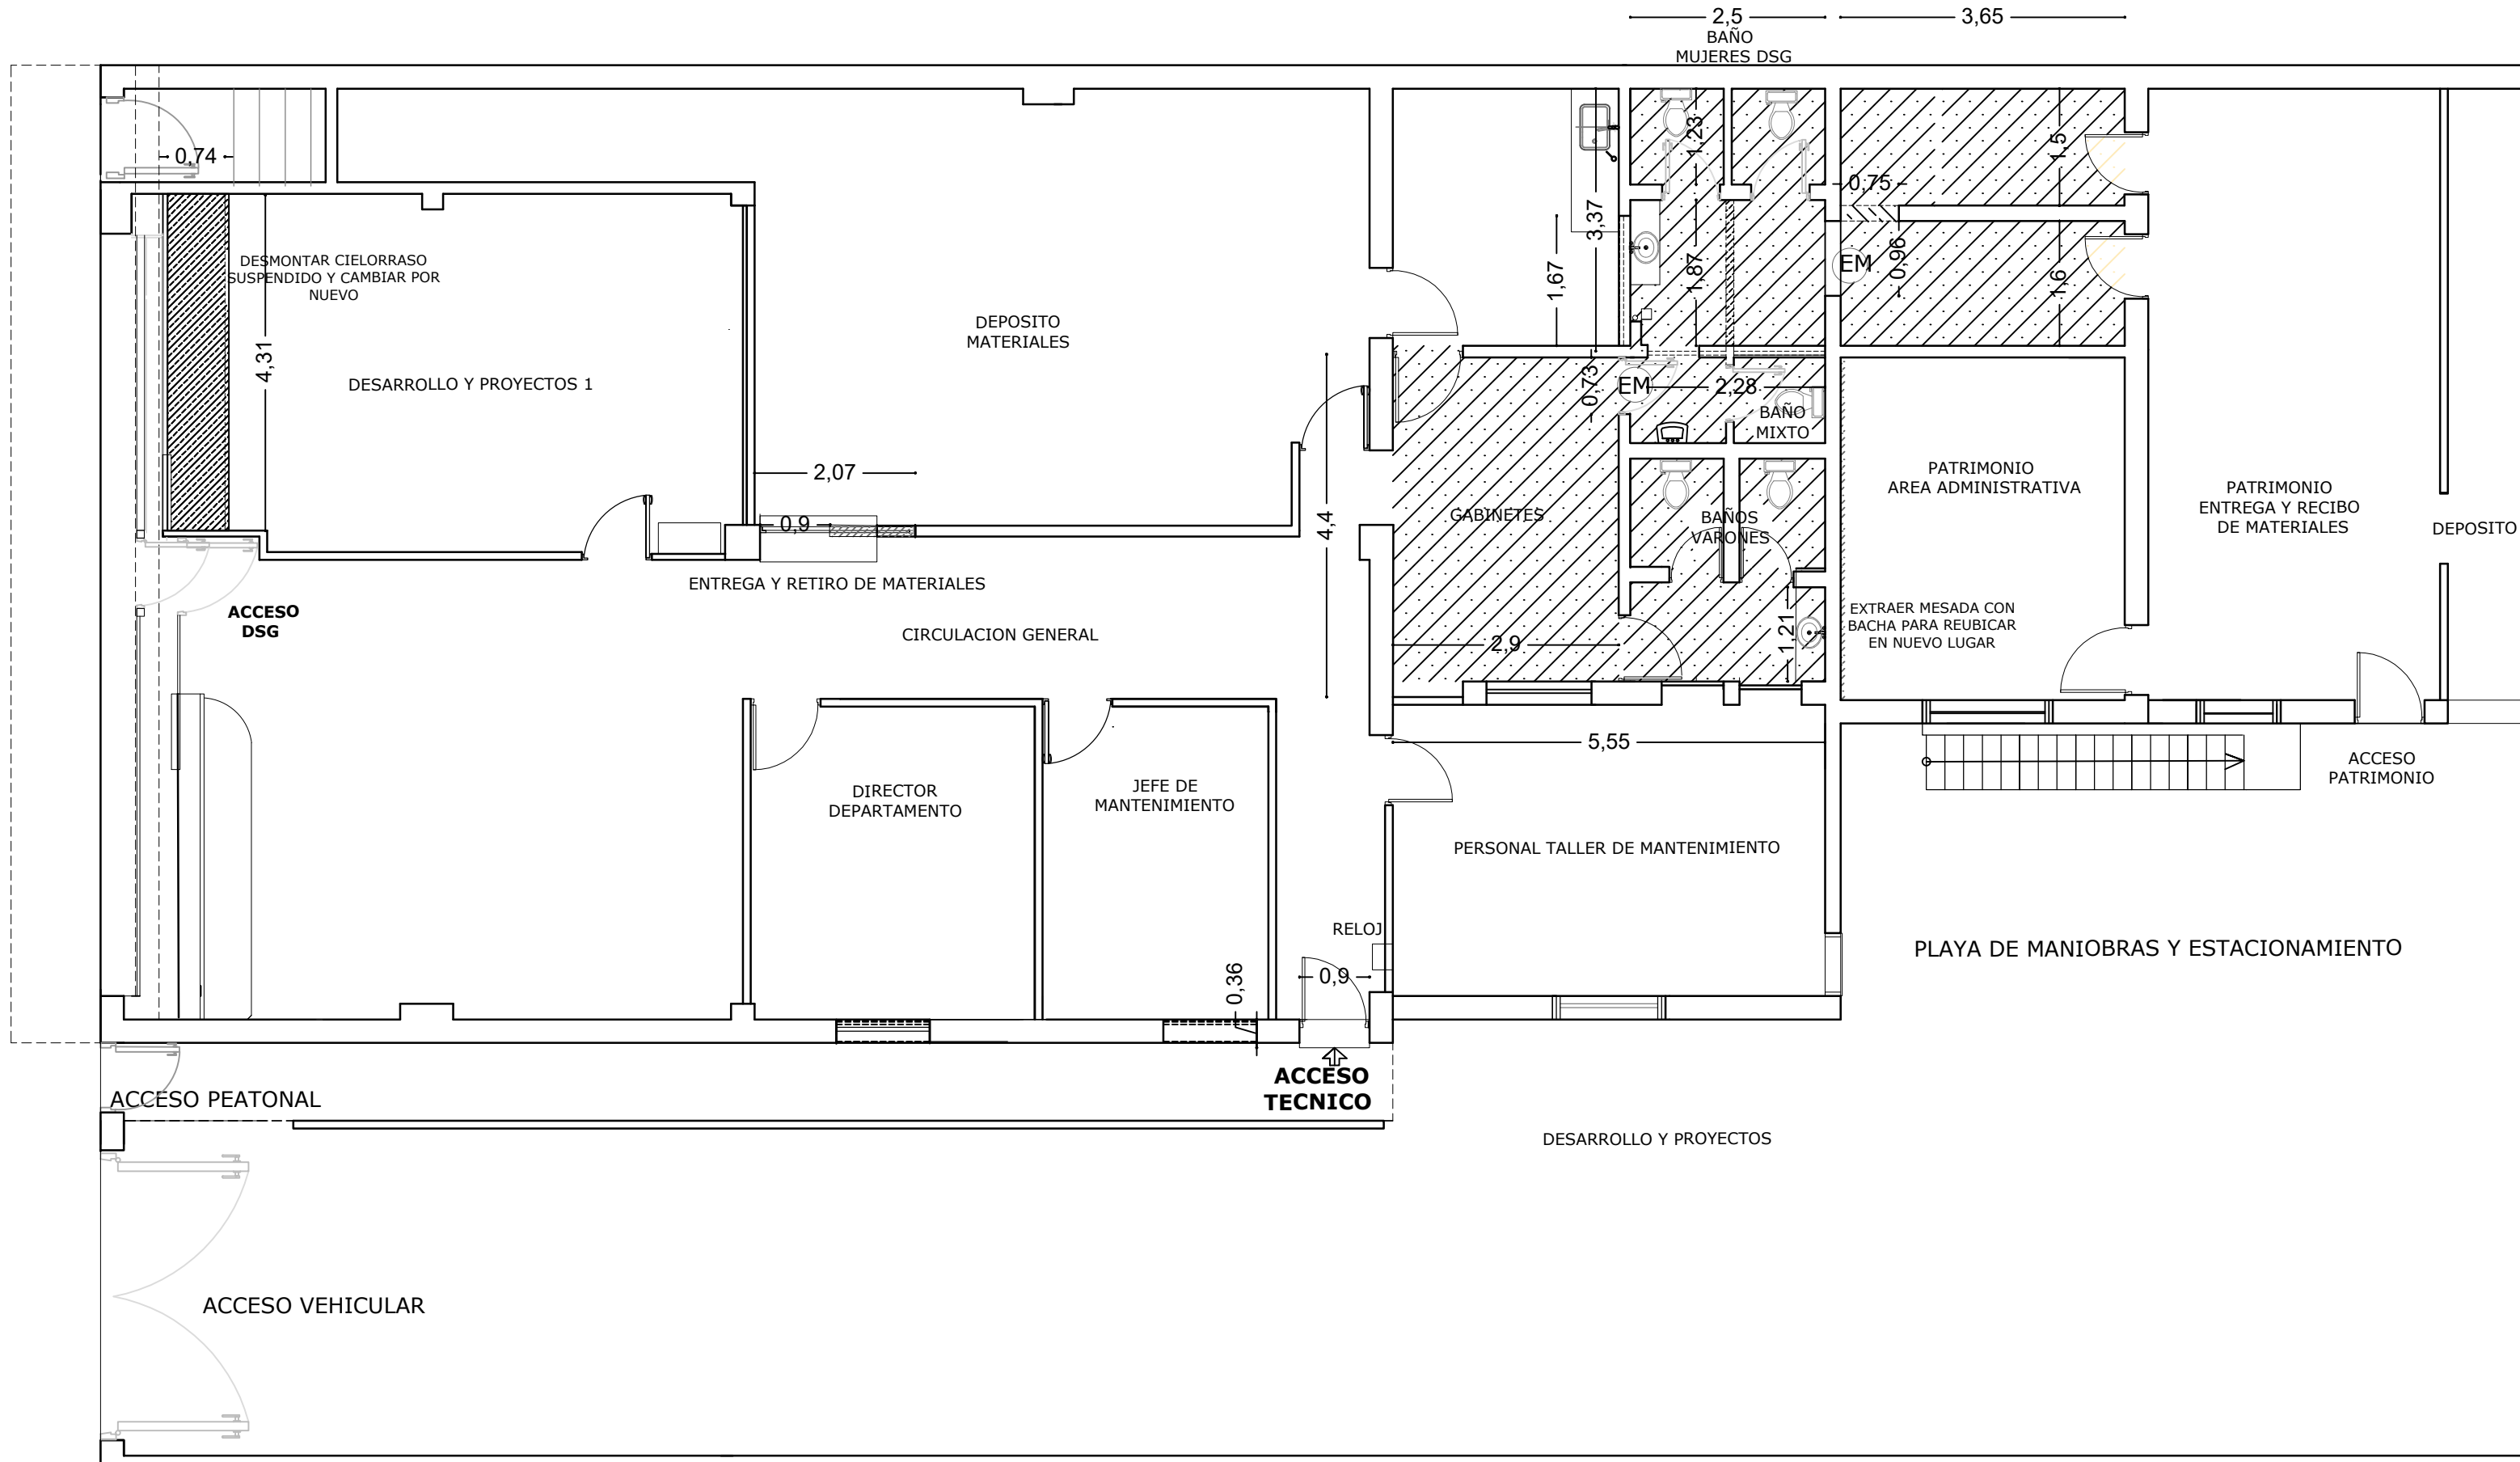 2,5
3,65
BAÑO
MUJERES DSG
0,74
1,23
3,37
1,5
0,75
DESMONTAR CIELORRASO
SUSPENDIDO Y CAMBIAR POR
NUEVO
1,67
1,87
EM
0,96
1,6
DEPOSITO
MATERIALES
4,31
DESARROLLO Y PROYECTOS 1
0,73
EM
2,28
BAÑO
MIXTO
2,07
0,9
4,4
GABINETES
BAÑOS
VARONES
PATRIMONIO
AREA ADMINISTRATIVA
PATRIMONIO
ENTREGA Y RECIBO
DE MATERIALES
DEPOSITO
ENTREGA Y RETIRO DE MATERIALES
ACCESO
DSG
CIRCULACION GENERAL
2,9
1,21
EXTRAER MESADA CON
BACHA PARA REUBICAR
EN NUEVO LUGAR
5,55
DIRECTOR
DEPARTAMENTO
JEFE DE
MANTENIMIENTO
ACCESO
PATRIMONIO
PERSONAL TALLER DE MANTENIMIENTO
RELOJ
0,36
0,9
PLAYA DE MANIOBRAS Y ESTACIONAMIENTO
ACCESO PEATONAL
ACCESO
TECNICO
DESARROLLO Y PROYECTOS
ACCESO VEHICULAR